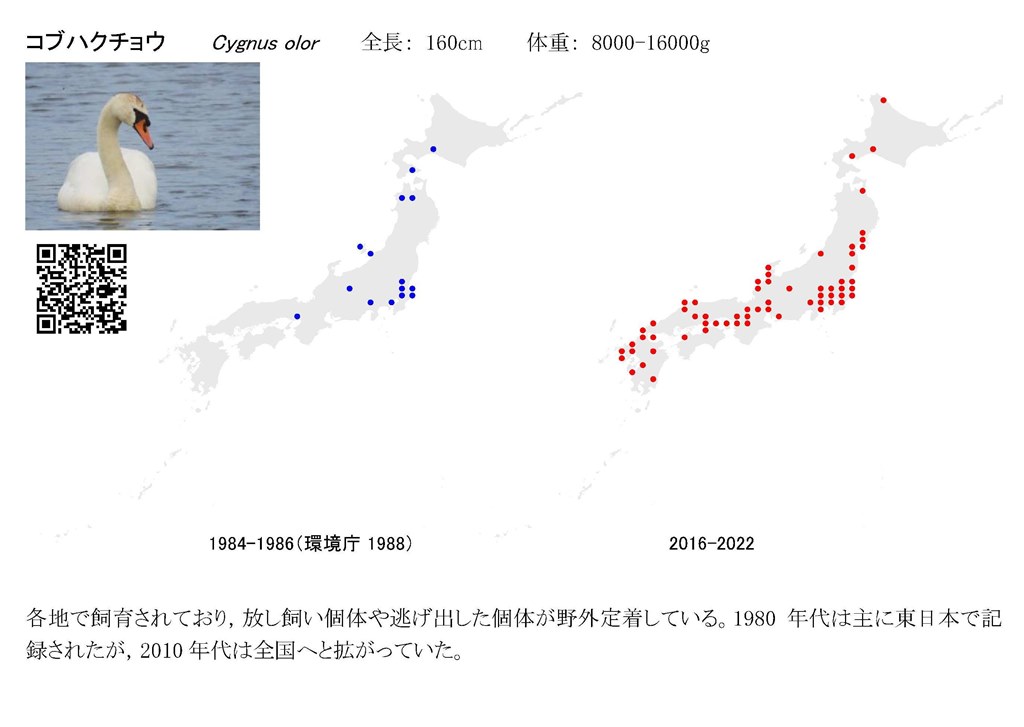 コブハクチョウ Cygnus olor 全長： 160cm 体重： 8000-16000g
1984-1986（環境庁 1988） 2016-2022
各地で飼育されており，放し飼い個体や逃げ出した個体が野外定着している。1980 年代は主に東日本で記
録されたが，2010 年代は全国へと拡がっていた。